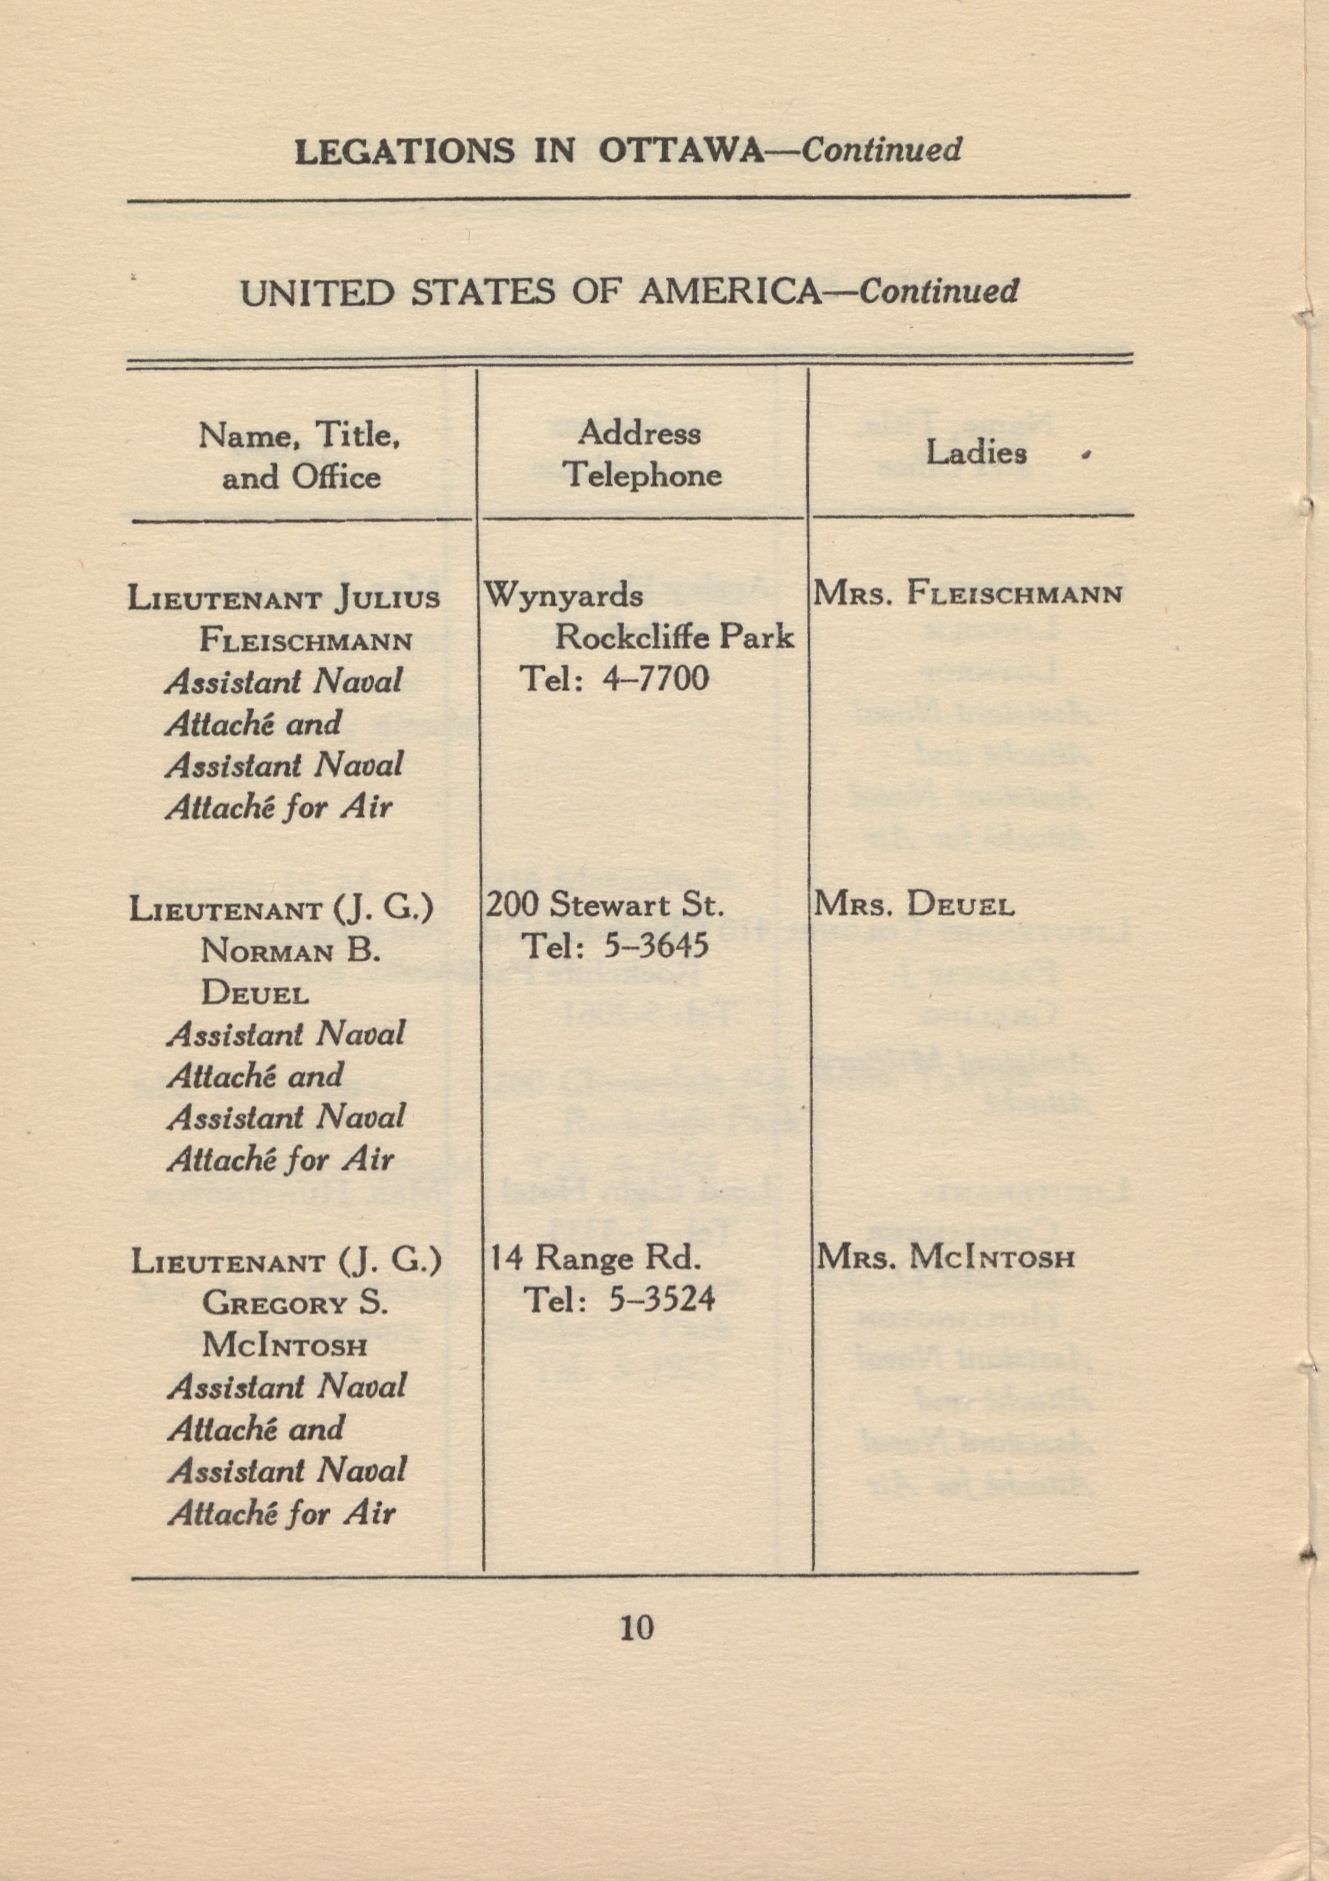 LEGATIONS IN OTTAWA—Continued
UNITED STATES OF AMERICA—Continued
Name, Title,
and Office
Address
Telephone
Ladies
LIEUTENANT JULIUS
FLEISCHMANN
Assistant Naval
Attaché and
Assistant Naval
Attaché for Air
Wynyards
Rockcliffe Park
Tel: 4–7700
MRS. FLEISCHMANN
LIEUTENANT (J. G.)
NORMAN B.
DEUEL
Assistant Naval
Attaché and
Assistant Naval
Attaché for Air
200 Stewart St.
Tel: 5–3645
MRS. DEUEL
LIEUTENANT (J. G.)
GREGORY S.
MCINTOSH
Assistant Naval
Attaché and
Assistant Naval
Attaché for Air
14 Range Rd.
Tel: 5–3524
MRS. MCINTOSH
10